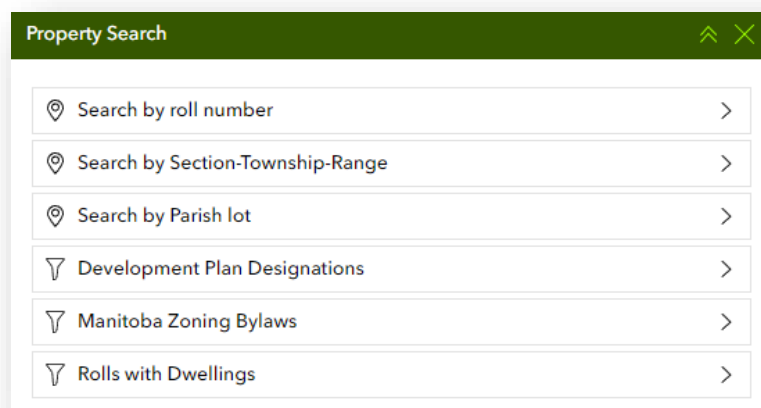 Property Search
Search by roll number
Search by Section-Township-Range
Search by Parish lot
Development Plan Designations
Manitoba Zoning Bylaws
Rolls with Dwellings